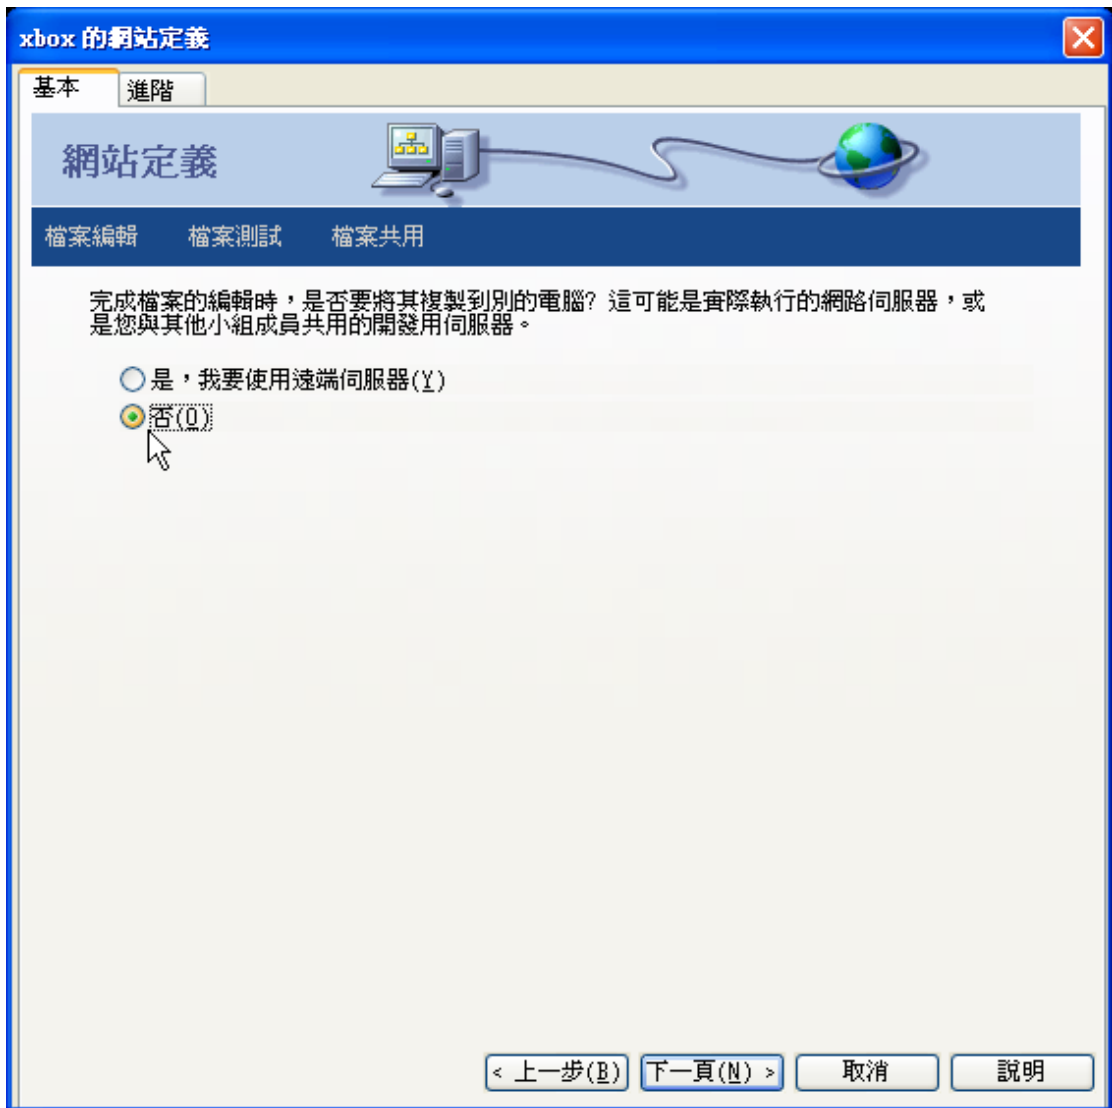 xbox 的網站定義
基本 進階
網站定義
檔案編輯 檔案測試 檔案共用
完成檔案的編輯時，是否要將其複製到別的電腦? 這可能是實際執行的網路伺服器，或
是您與其他小組成員共用的開發用伺服器。
是，我要使用遠端伺服器(Y)
否(O)
< 上一步(B) 下一頁(N) > 取消 說明